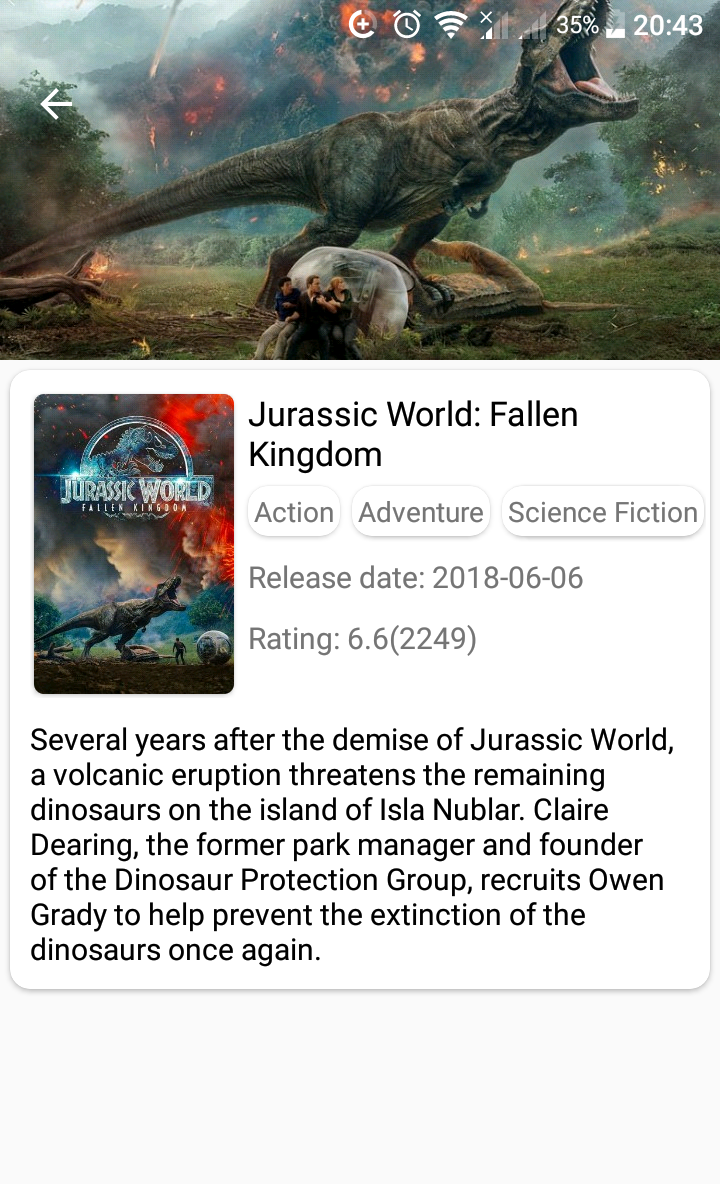 35% 20:43
JURASSIC WORLD
FALLEN KINGDOM
Jurassic World: Fallen
Kingdom
Action Adventure Science Fiction
Release date: 2018-06-06
Rating: 6.6(2249)
Several years after the demise of Jurassic World,
a volcanic eruption threatens the remaining
dinosaurs on the island of Isla Nublar. Claire
Dearing, the former park manager and founder
of the Dinosaur Protection Group, recruits Owen
Grady to help prevent the extinction of the
dinosaurs once again.